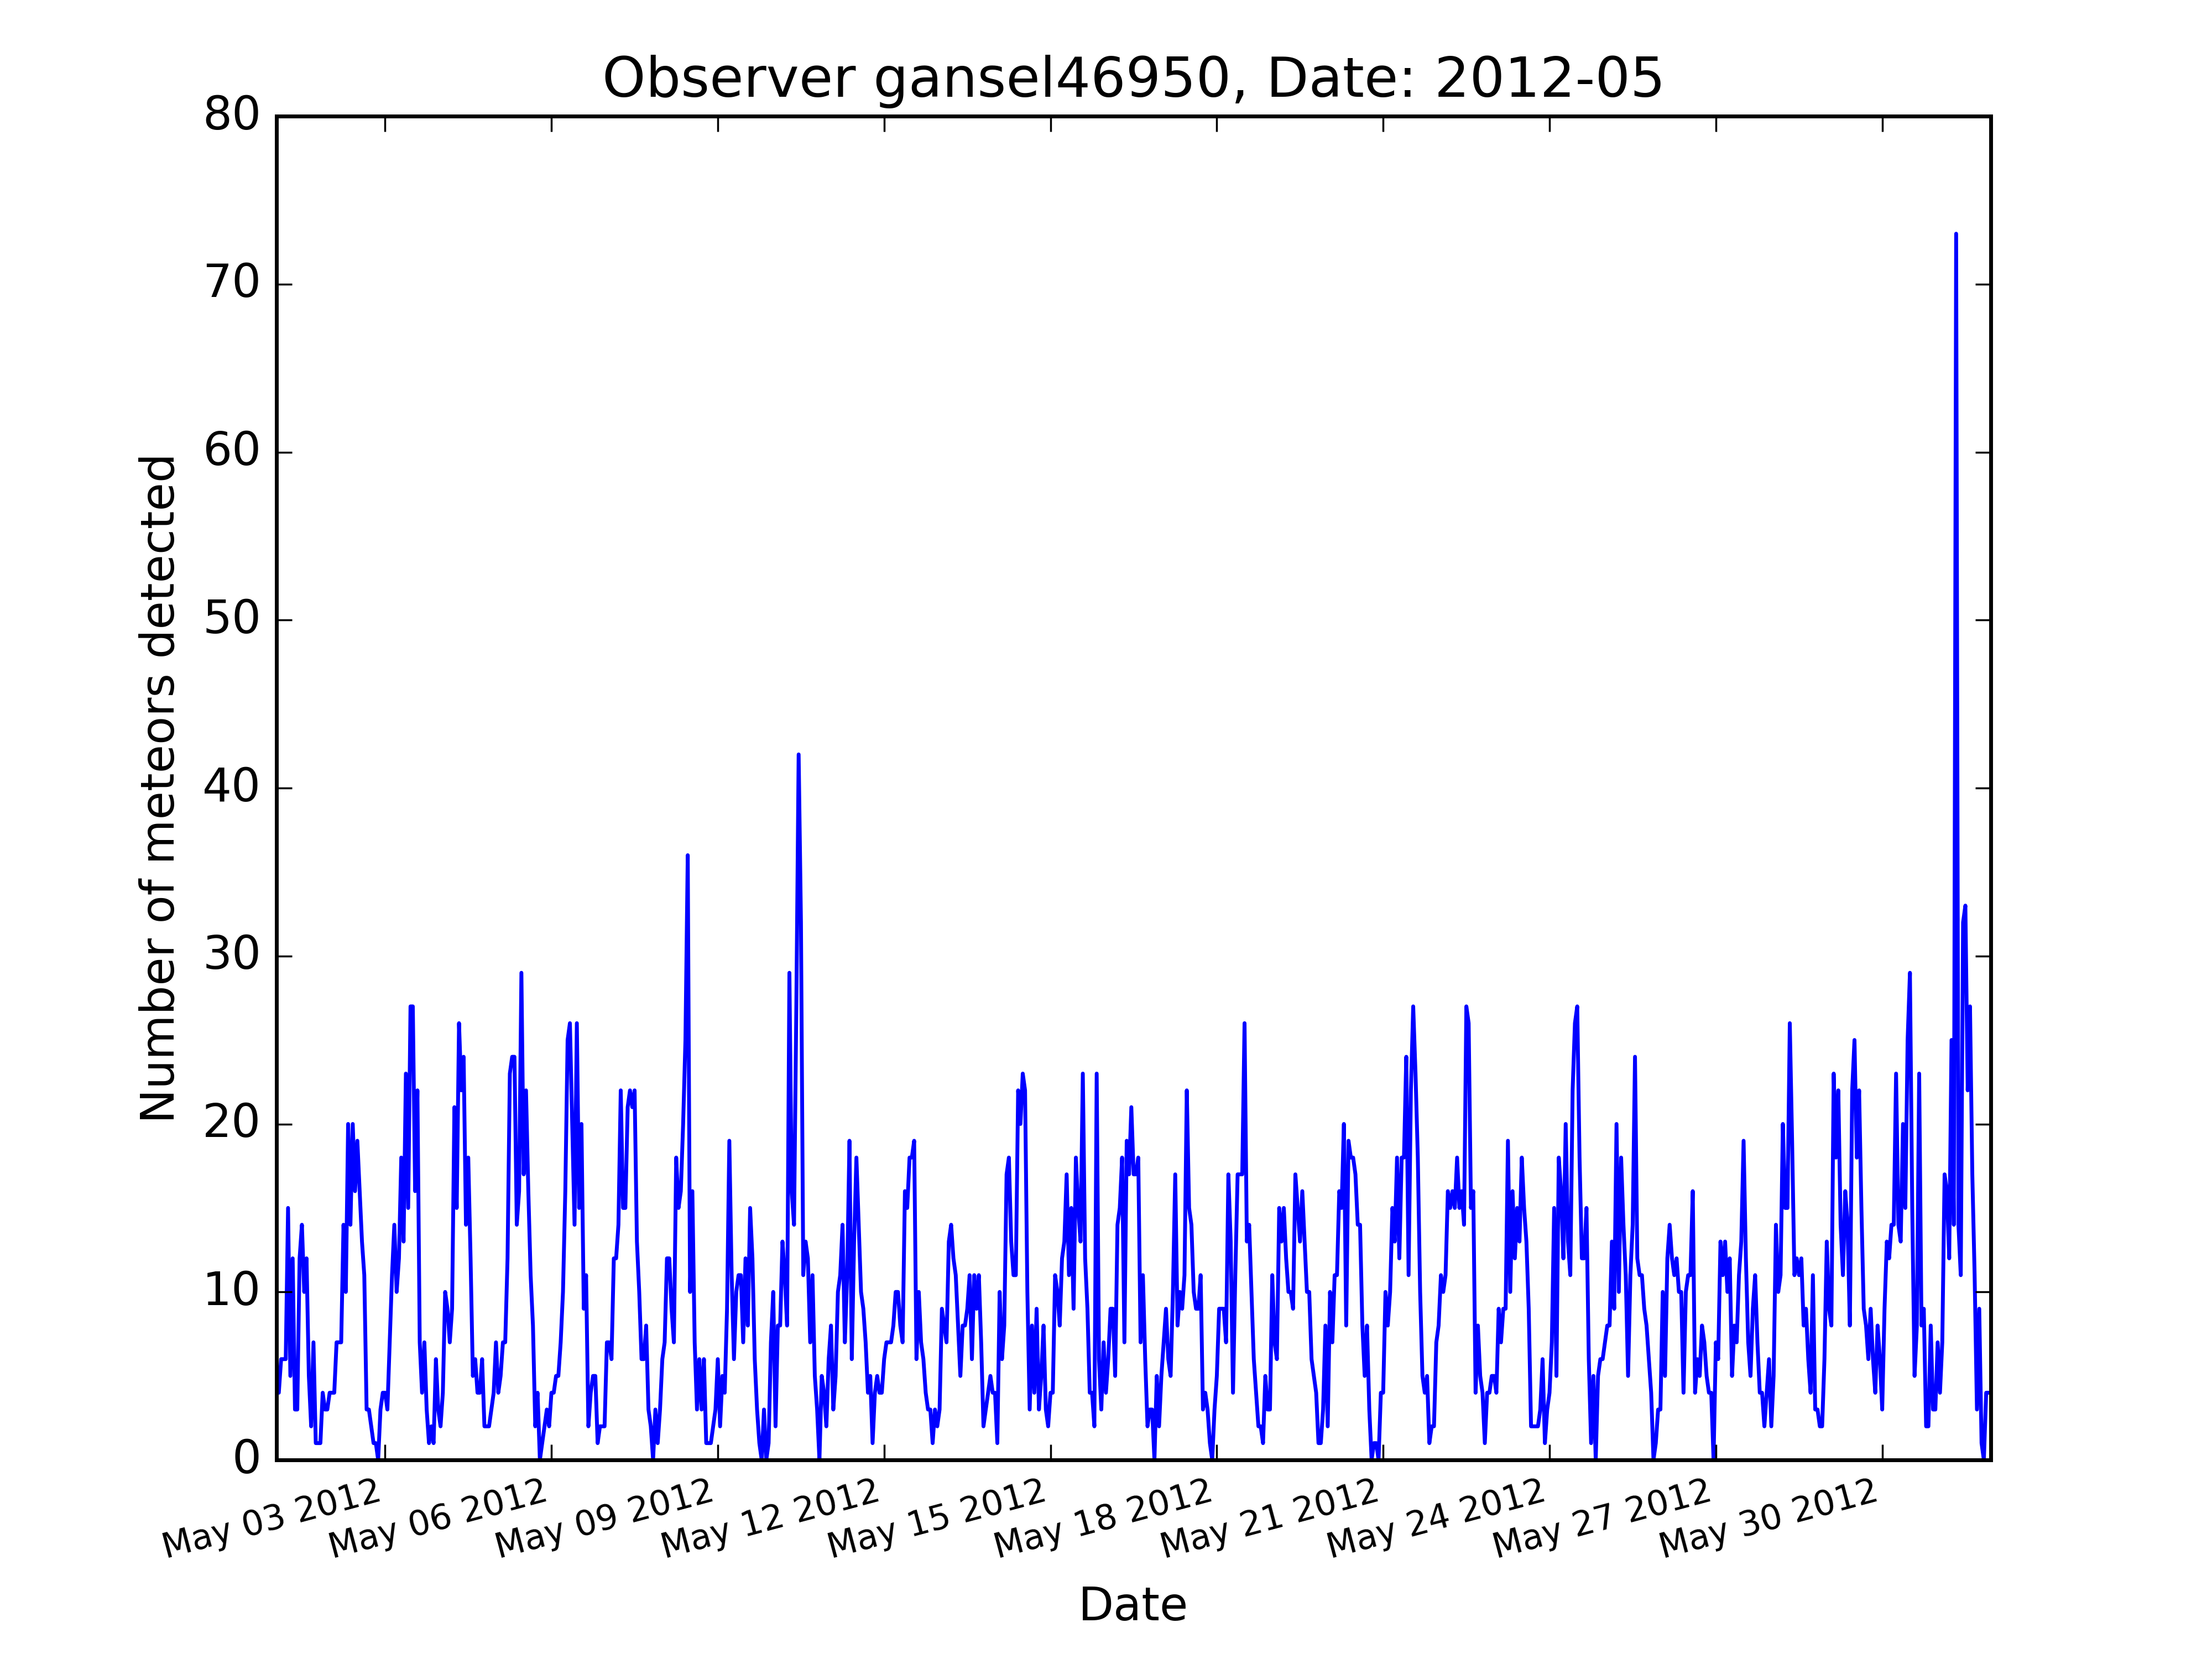 Observer gansel46950, Date: 2012-05
80
70
60
50
40
30
20
10
0
Number of meteors detected
May 03 2012
May 06 2012
May 09 2012
May 12 2012
May 15 2012
May 18 2012
May 21 2012
May 24 2012
May 27 2012
May 30 2012
Date